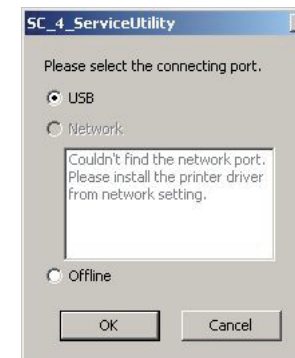 SC_4_ServiceUtility
Please select the connecting port.
USB
Network
Couldn't find the network port.
Please install the printer driver
from network setting.
Offline
OK
Cancel